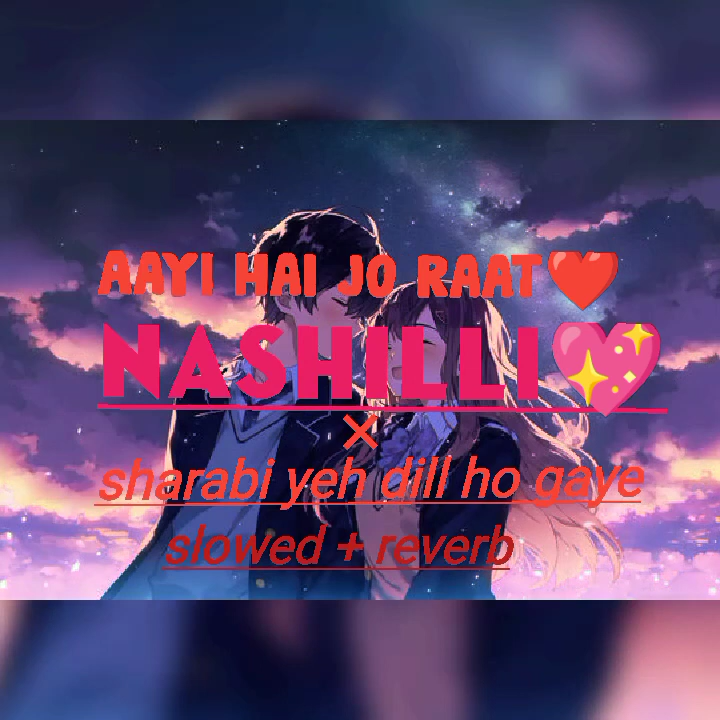 AAYI HAI JO RAAT❤️
NASHILLI💖
×
sharabi yeh dill ho gaye
slowed + reverb